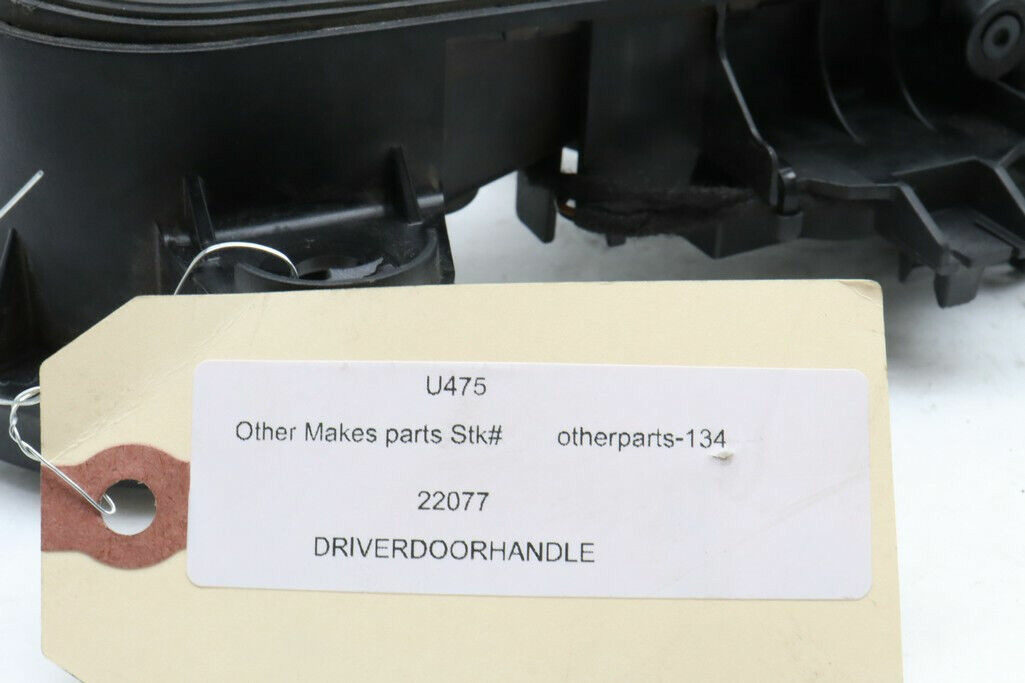 U475
Other Makes parts Stk# otherparts-134
22077
DRIVERDOORHANDLE